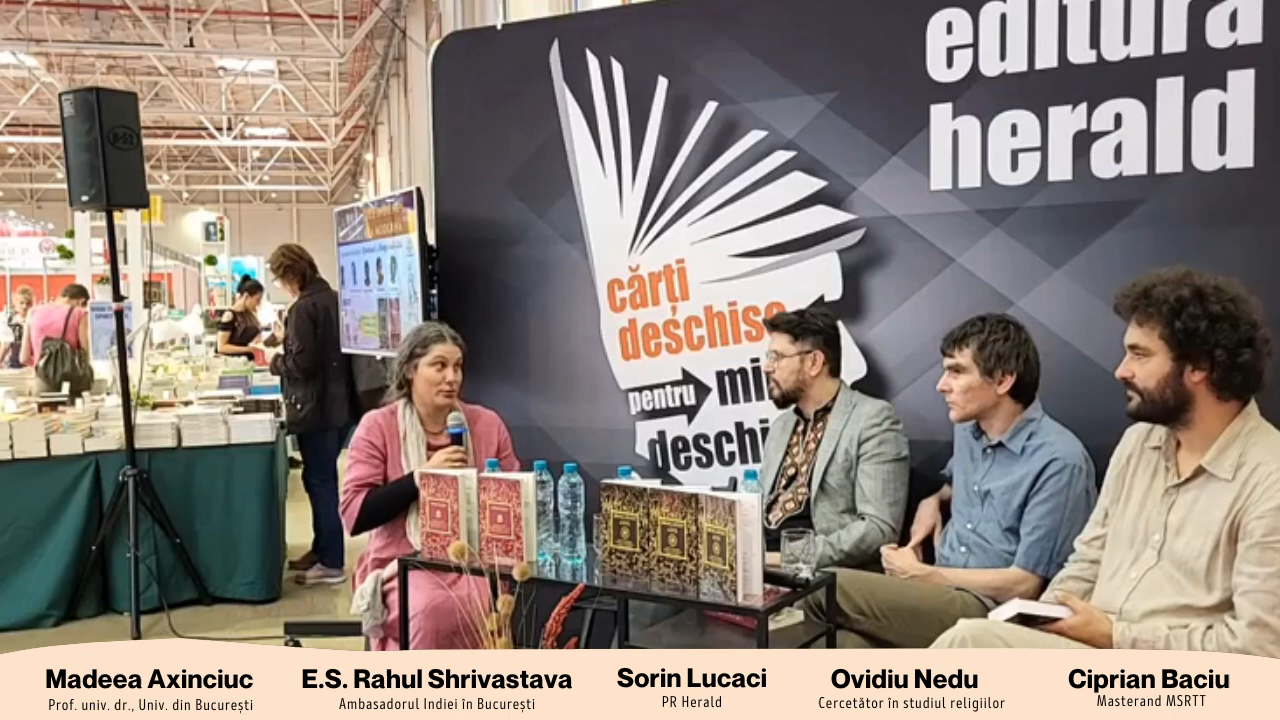 editura
herald
cărți
deschise
pentru
deschi
Madeea Axinciuc
Prof. univ. dr., Univ. din București
E.S. Rahul Shrivastava
Ambasadorul Indiei în București
Sorin Lucaci
PR Herald
Ovidiu Nedu
Cercetător în studiul religiilor
Ciprian Baciu
Masterand MSRTT